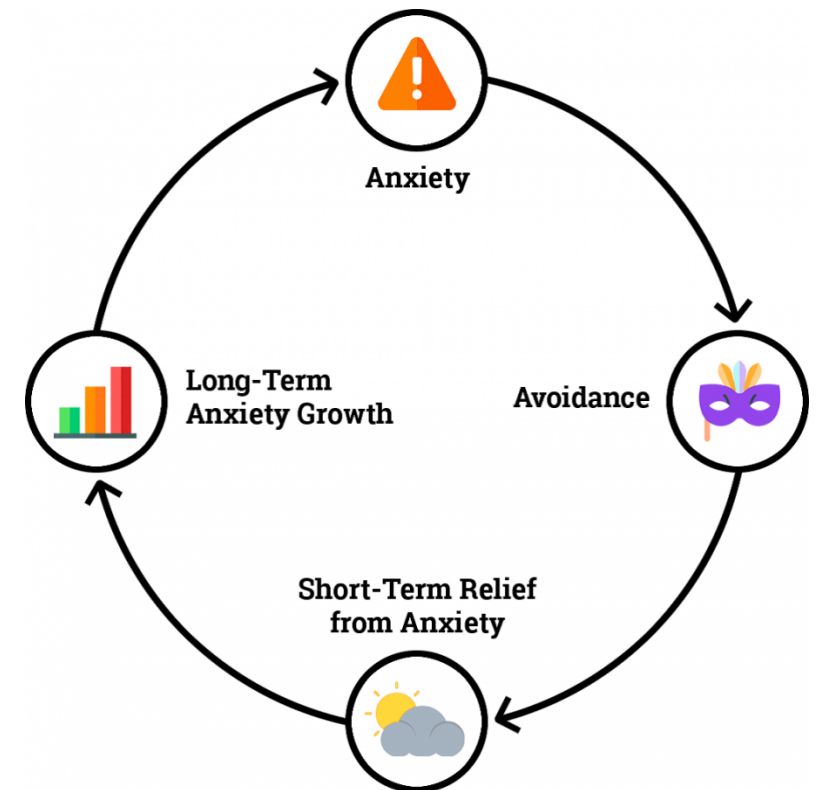 Anxiety
Avoidance
Short-Term Relief
from Anxiety
Long-Term
Anxiety Growth